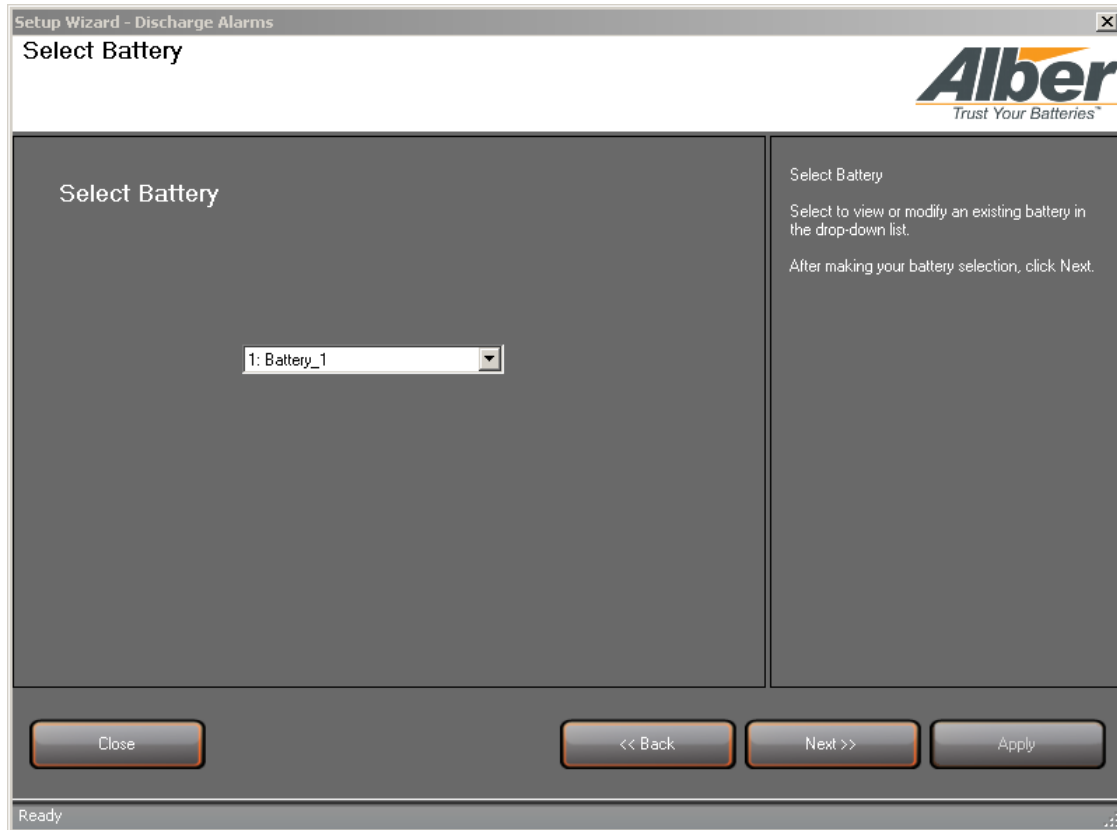 Setup Wizard - Discharge Alarms
Select Battery
Alber
Trust Your Batteries™
Select Battery
1: Battery_1
Select Battery
Select to view or modify an existing battery in
the drop-down list.
After making your battery selection, click Next.
Close
<< Back
Next >>
Apply
Ready